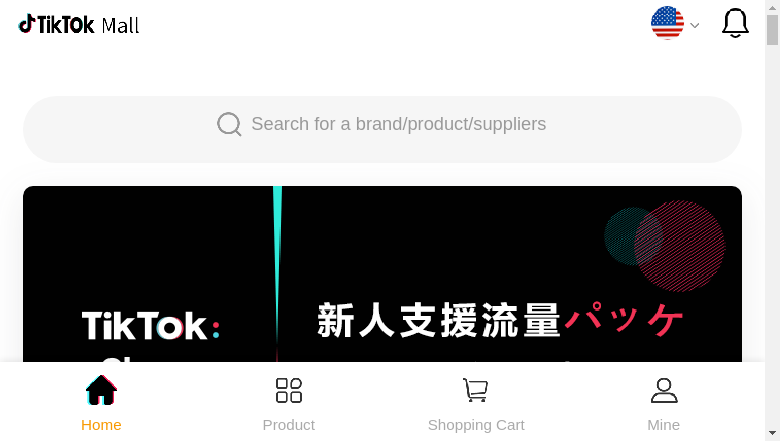 TikTok Mall
Search for a brand/product/suppliers
TikTok:
新人支援流量パッケ
Home
Product
Shopping Cart
Mine